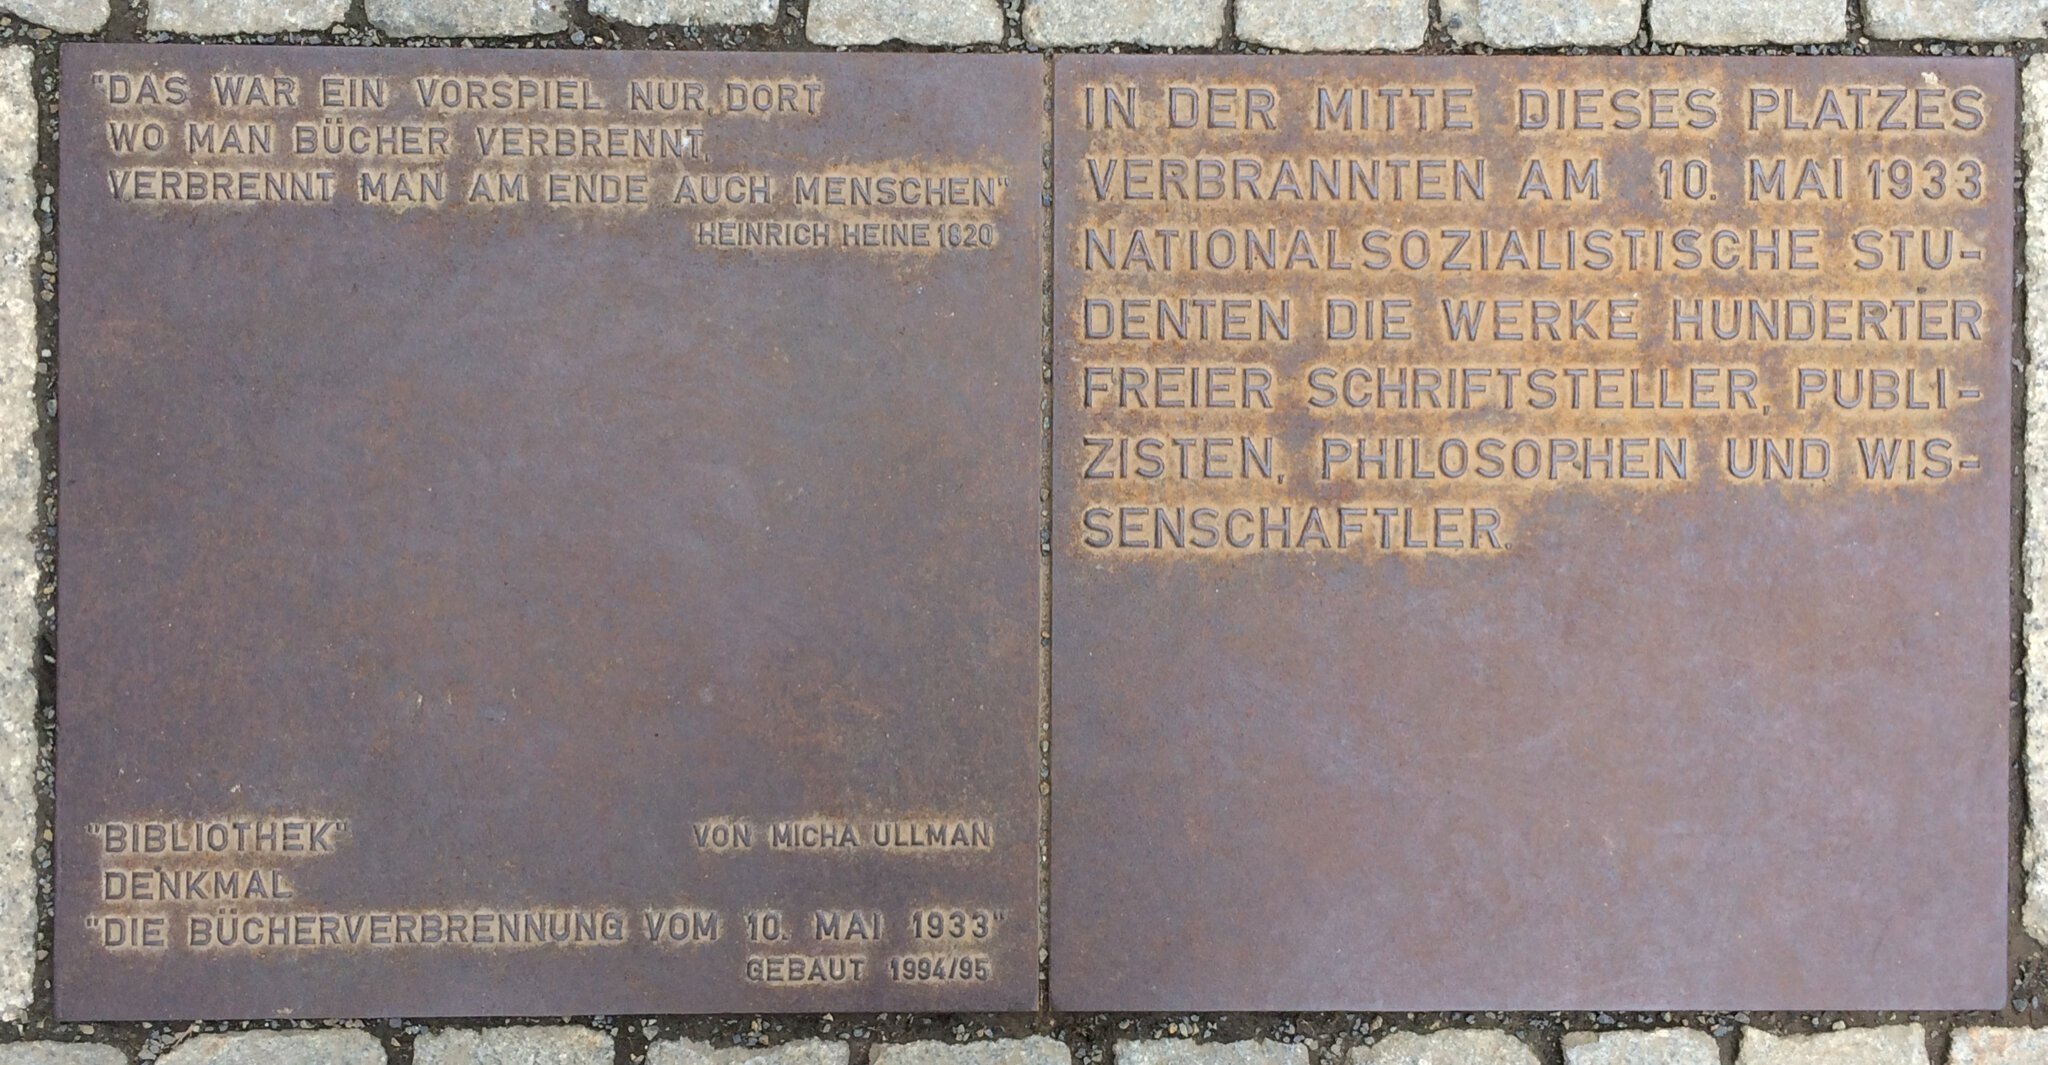 "DAS WAR EIN VORSPIEL NUR, DORT
WO MAN BÜCHER VERBRENNT,
VERBRENNT MAN AM ENDE AUCH MENSCHEN"
HEINRICH HEINE 1820
"BIBLIOTHEK" VON MICHA ULLMAN
DENKMAL
"DIE BÜCHERVERBRENNUNG VOM 10. MAI 1933"
GEBAUT 1994/95
IN DER MITTE DIESES PLATZES
VERBRANNTEN AM 10. MAI 1933
NATIONALSOZIALISTISCHE STU-
DENTEN DIE WERKE HUNDERTER
FREIER SCHRIFTSTELLER, PUBLI-
ZISTEN, PHILOSOPHEN UND WIS-
SENSCHAFTLER.